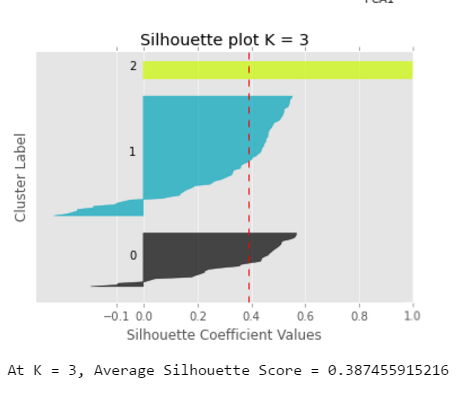 Silhouette plot K = 3
2
1
0
Cluster Label
−0.1 0.0 0.2 0.4 0.6 0.8 1.0
Silhouette Coefficient Values
At K = 3, Average Silhouette Score = 0.387455915216